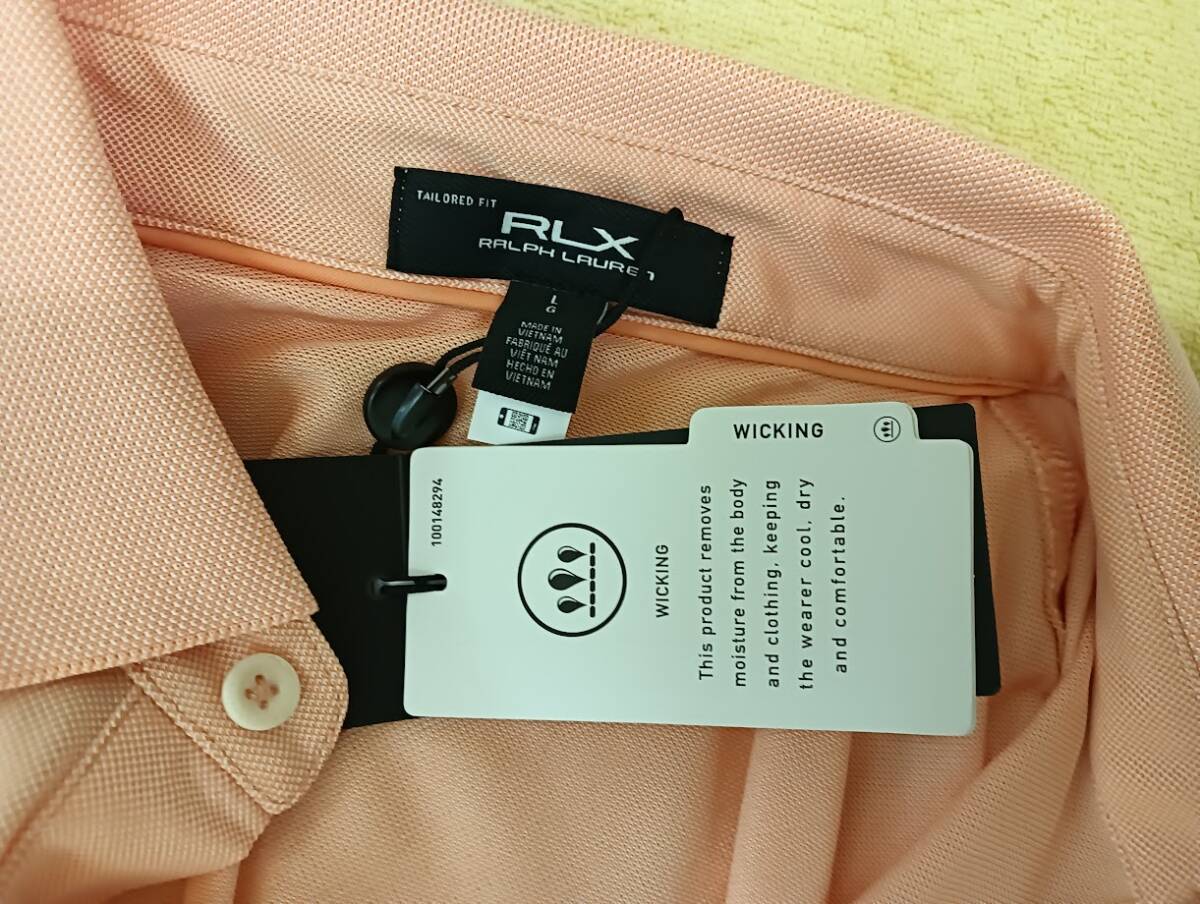 TAILORED FIT
RLX
RALPH LAUREN
L
G
MADE IN
VIETNAM
FABRIQUÉ AU
VIÊT NAM
HECHO EN
VIETNAM
WICKING
100148294
WICKING
This product removes
moisture from the body
and clothing, keeping
the wearer cool, dry
and comfortable.